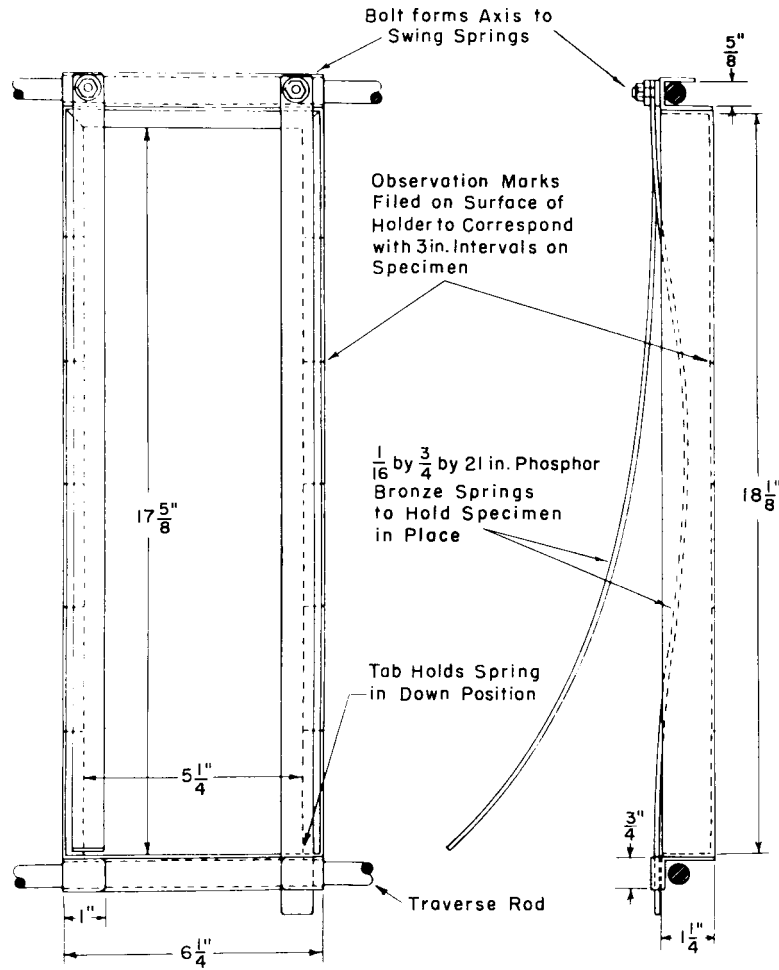 Bolt forms Axis to
Swing Springs
5/8"
Observation Marks
Filed on Surface of
Holder to Correspond
with 3in. Intervals on
Specimen
1/16 by 3/4 by 21 in. Phosphor
Bronze Springs
to Hold Specimen
in Place
17 5/8"
18 1/8"
Tab Holds Spring
in Down Position
5 1/4"
3/4"
Traverse Rod
1"
6 1/4"
1 1/4"